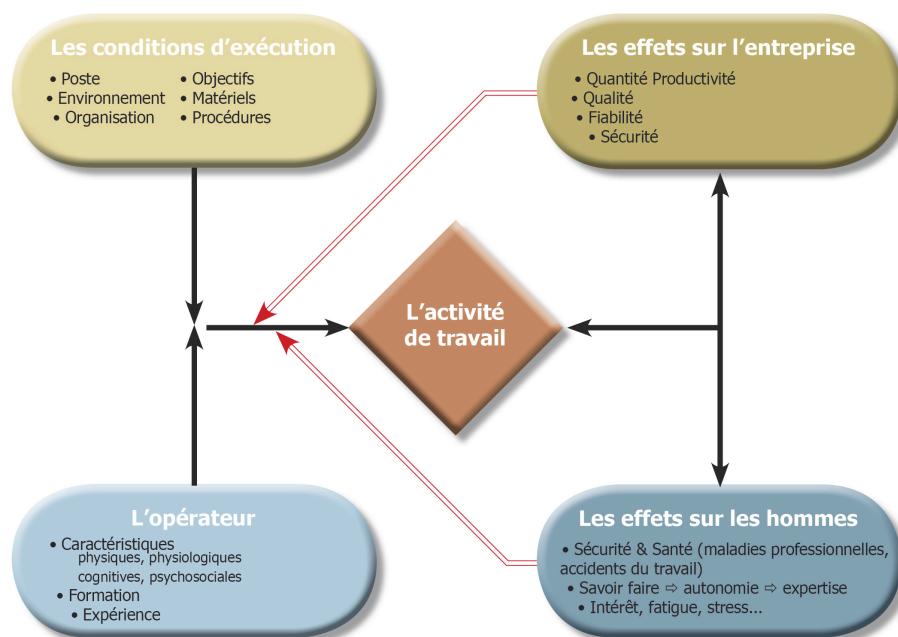 Les conditions d'exécution
• Poste
• Environnement
• Organisation
• Objectifs
• Matériels
• Procédures
Les effets sur l'entreprise
• Quantité Productivité
• Qualité
• Fiabilité
• Sécurité
L'activité
de travail
L'opérateur
• Caractéristiques
physiques, physiologiques
cognitives, psychosociales
• Formation
• Expérience
Les effets sur les hommes
• Sécurité & Santé (maladies professionnelles,
accidents du travail)
• Savoir faire ⇨ autonomie ⇨ expertise
• Intérêt, fatigue, stress...